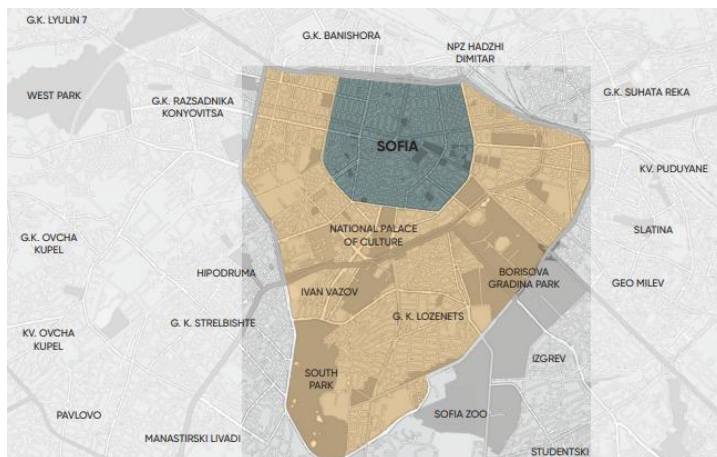 G.K. LYULIN 7
G.K. BANISHORA
NPZ HADZHI
DIMITAR
WEST PARK
G.K. RAZSADNIKA
KONYOVITSA
G.K. SUHATA REKA
SOFIA
KV. PUDUYANE
NATIONAL PALACE
OF CULTURE
SLATINA
G.K. OVCHA
KUPEL
HIPODRUMA
IVAN VAZOV
BORISOVA
GRADINA PARK
GEO MILEV
G. K. STRELBISHTE
G. K. LOZENETS
KV. OVCHA
KUPEL
IZGREV
SOUTH
PARK
PAVLOVO
SOFIA ZOO
MANASTIRSKI LIVADI
STUDENTSKI